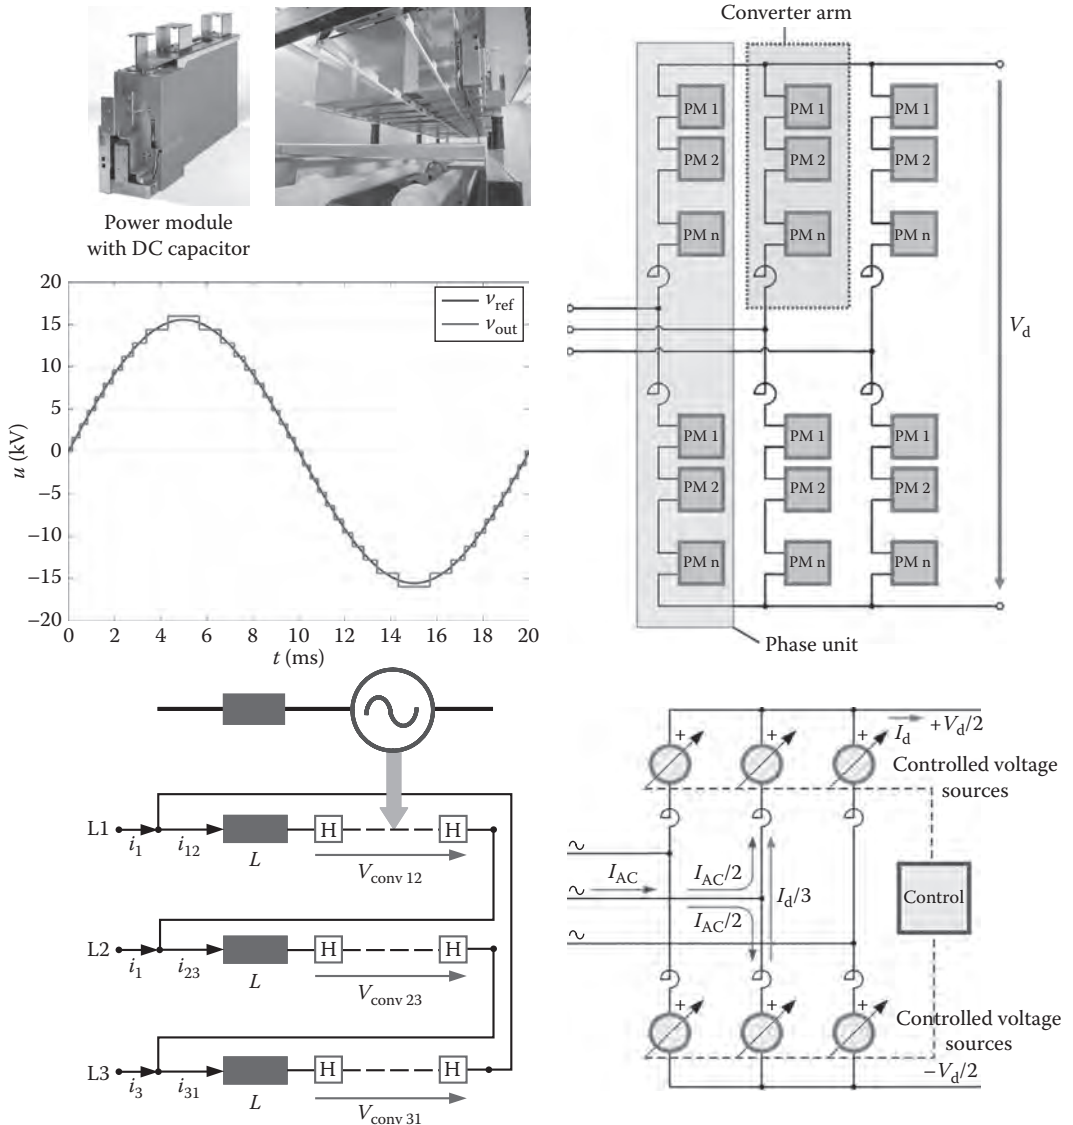 Power module
with DC capacitor
Converter arm
PM 1
PM 1
PM 1
PM 2
PM 2
PM 2
PM n
PM n
PM n
V_d
PM 1
PM 1
PM 1
PM 2
PM 2
PM 2
PM n
PM n
PM n
Phase unit
20
15
10
5
0
−5
−10
−15
−20
u (kV)
ν_ref
ν_out
0 2 4 6 8 10 12 14 16 18 20
t (ms)
L1
i_1 i_12
L
H H
V_conv 12
L2
i_1 i_23
L
H H
V_conv 23
L3
i_3 i_31
L
H H
V_conv 31
+ + +
I_d
+V_d/2
Controlled voltage
sources
~
I_AC
I_AC/2
I_d/3
~
I_AC/2
~
Control
+ + +
Controlled voltage
sources
−V_d/2